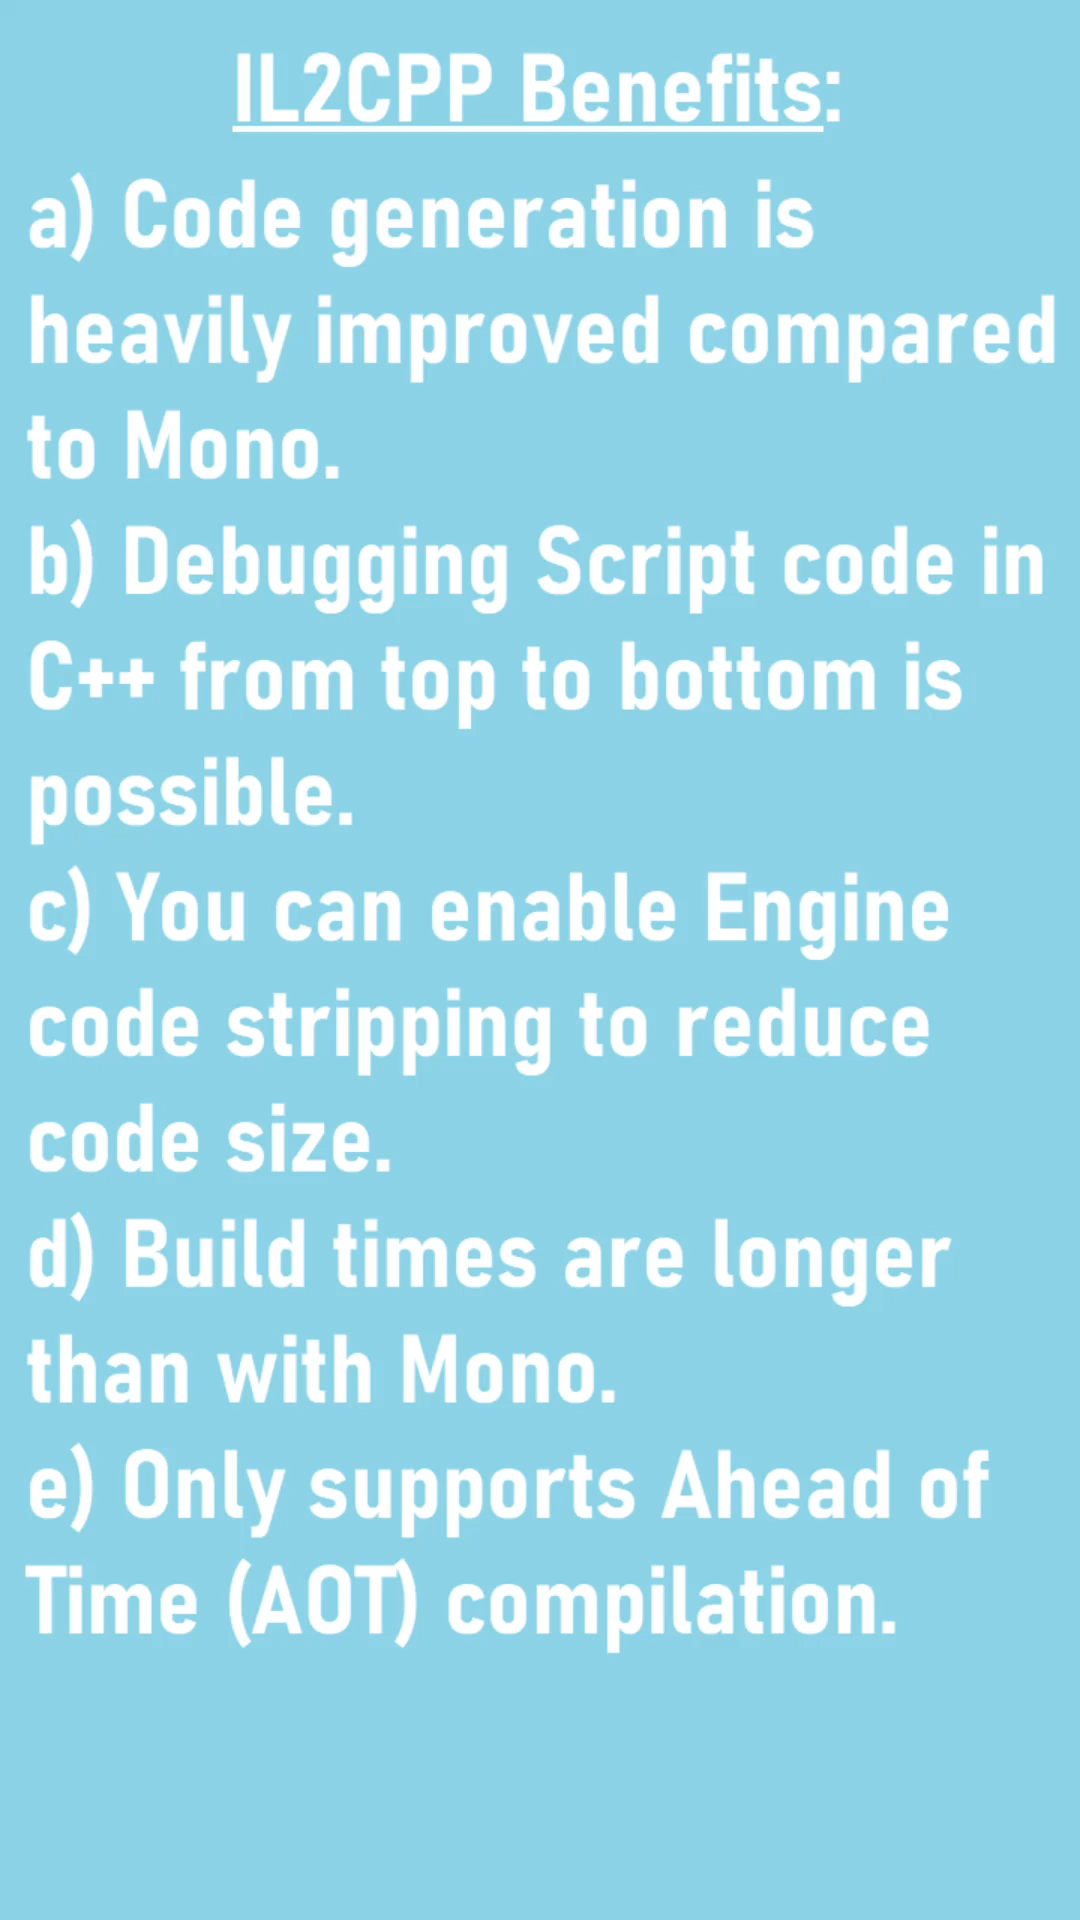 IL2CPP Benefits:
a) Code generation is
heavily improved compared
to Mono.
b) Debugging Script code in
C++ from top to bottom is
possible.
c) You can enable Engine
code stripping to reduce
code size.
d) Build times are longer
than with Mono.
e) Only supports Ahead of
Time (AOT) compilation.